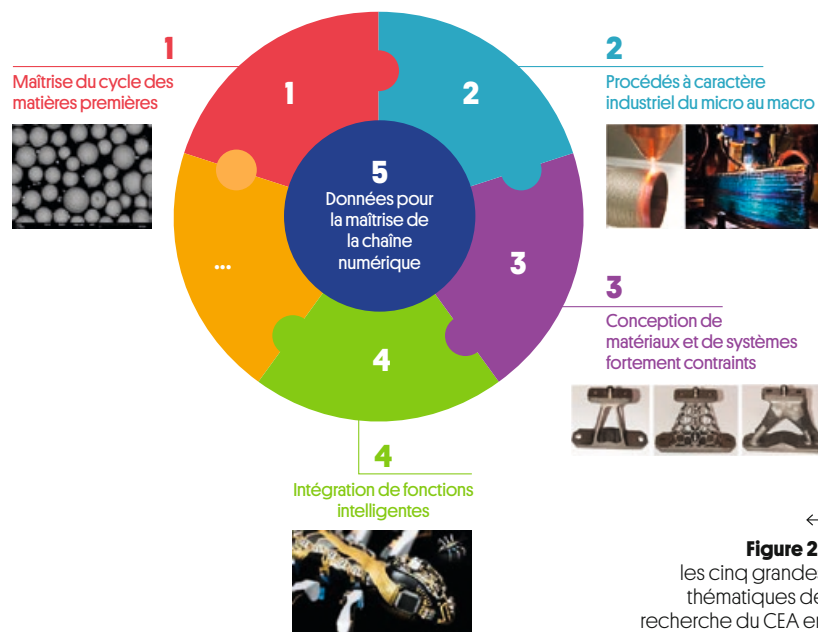 1
Maîtrise du cycle des
matières premières
2
Procédés à caractère
industriel du micro au macro
1
2
5
Données pour
la maîtrise de
la chaîne
numérique
...
3
4
3
Conception de
matériaux et de systèmes
fortement contraints
4
Intégration de fonctions
intelligentes
←
Figure 2
les cinq grandes
thématiques de
recherche du CEA en